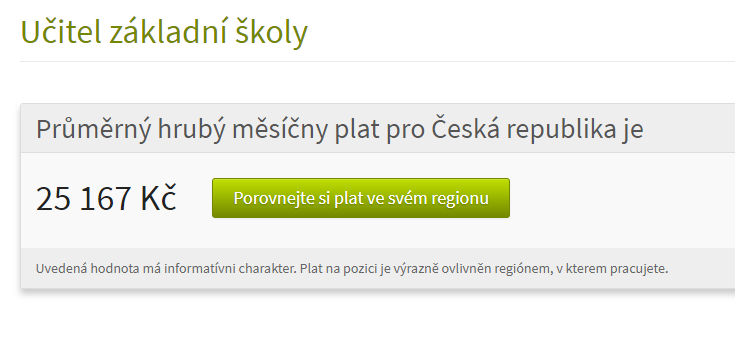 Učitel základní školy
Průměrný hrubý měsíčny plat pro Česká republika je
25 167 Kč
Porovnejte si plat ve svém regionu
Uvedená hodnota má informatívni charakter. Plat na pozici je výrazně ovlivněn regiónem, v kterem pracujete.